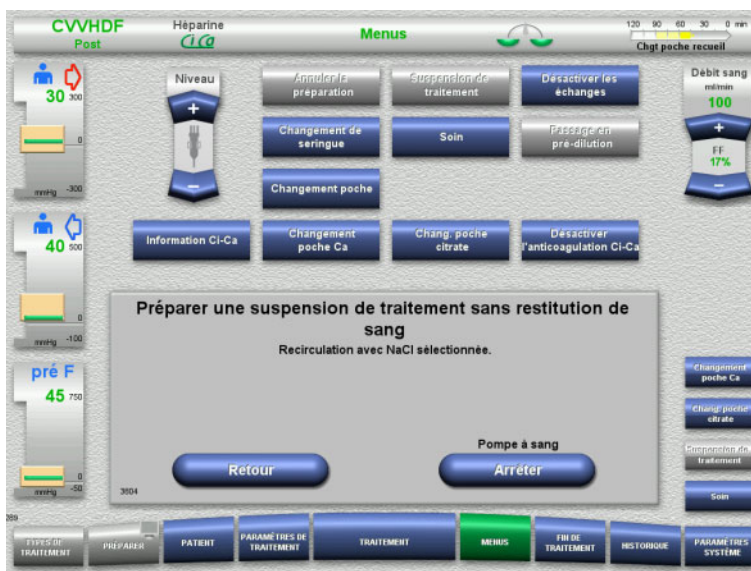 CVVHDF
Post
Héparine
CiCa
Menus
120 90 60 30 0 min
Chgt poche recueil
30
300
0
mmHg
-300
40
500
0
mmHg
-100
pré F
45
750
0
mmHg
-50
Niveau
+
−
Annuler la préparation
Suspension de traitement
Désactiver les échanges
Changement de seringue
Soin
Passage en pré-dilution
Changement poche
Information Ci-Ca
Changement poche Ca
Chang. poche citrate
Désactiver l'anticoagulation Ci-Ca
Débit sang
ml/min
100
+
FF
17%
−
Préparer une suspension de traitement sans restitution de
sang
Recirculation avec NaCl sélectionnée.
Pompe à sang
Retour
Arrêter
3604
Changement poche Ca
Chang. poche citrate
Suspension de traitement
Soin
TYPES DE TRAITEMENT
PRÉPARER
PATIENT
PARAMÈTRES DE TRAITEMENT
TRAITEMENT
MENUS
FIN DE TRAITEMENT
HISTORIQUE
PARAMÈTRES SYSTÈME